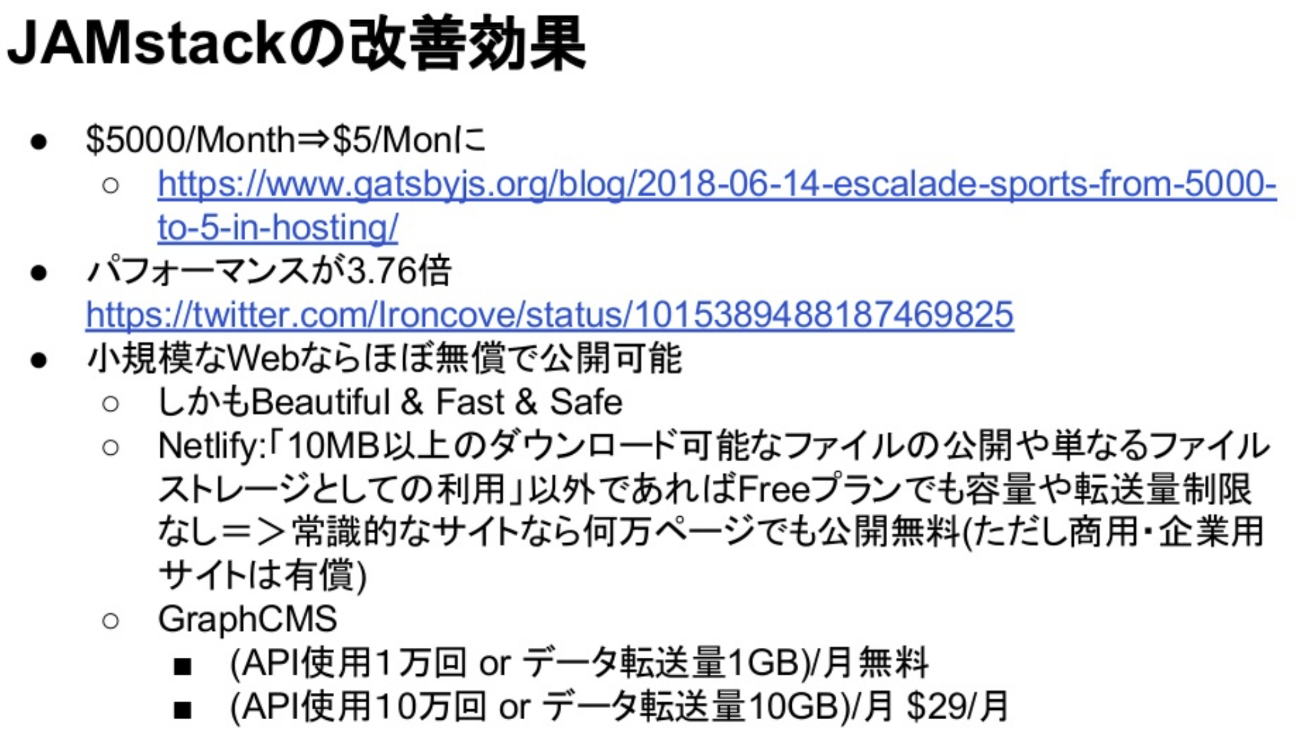 JAMstackの改善効果
● $5000/Month⇒$5/Monに
○ https://www.gatsbyjs.org/blog/2018-06-14-escalade-sports-from-5000-
to-5-in-hosting/
● パフォーマンスが3.76倍
https://twitter.com/Ironcove/status/1015389488187469825
● 小規模なWebならほぼ無償で公開可能
○ しかもBeautiful & Fast & Safe
○ Netlify:「10MB以上のダウンロード可能なファイルの公開や単なるファイル
ストレージとしての利用」以外であればFreeプランでも容量や転送量制限
なし＝＞常識的なサイトなら何万ページでも公開無料(ただし商用・企業用
サイトは有償)
○ GraphCMS
■ (API使用１万回 or データ転送量1GB)/月無料
■ (API使用１0万回 or データ転送量10GB)/月 $29/月